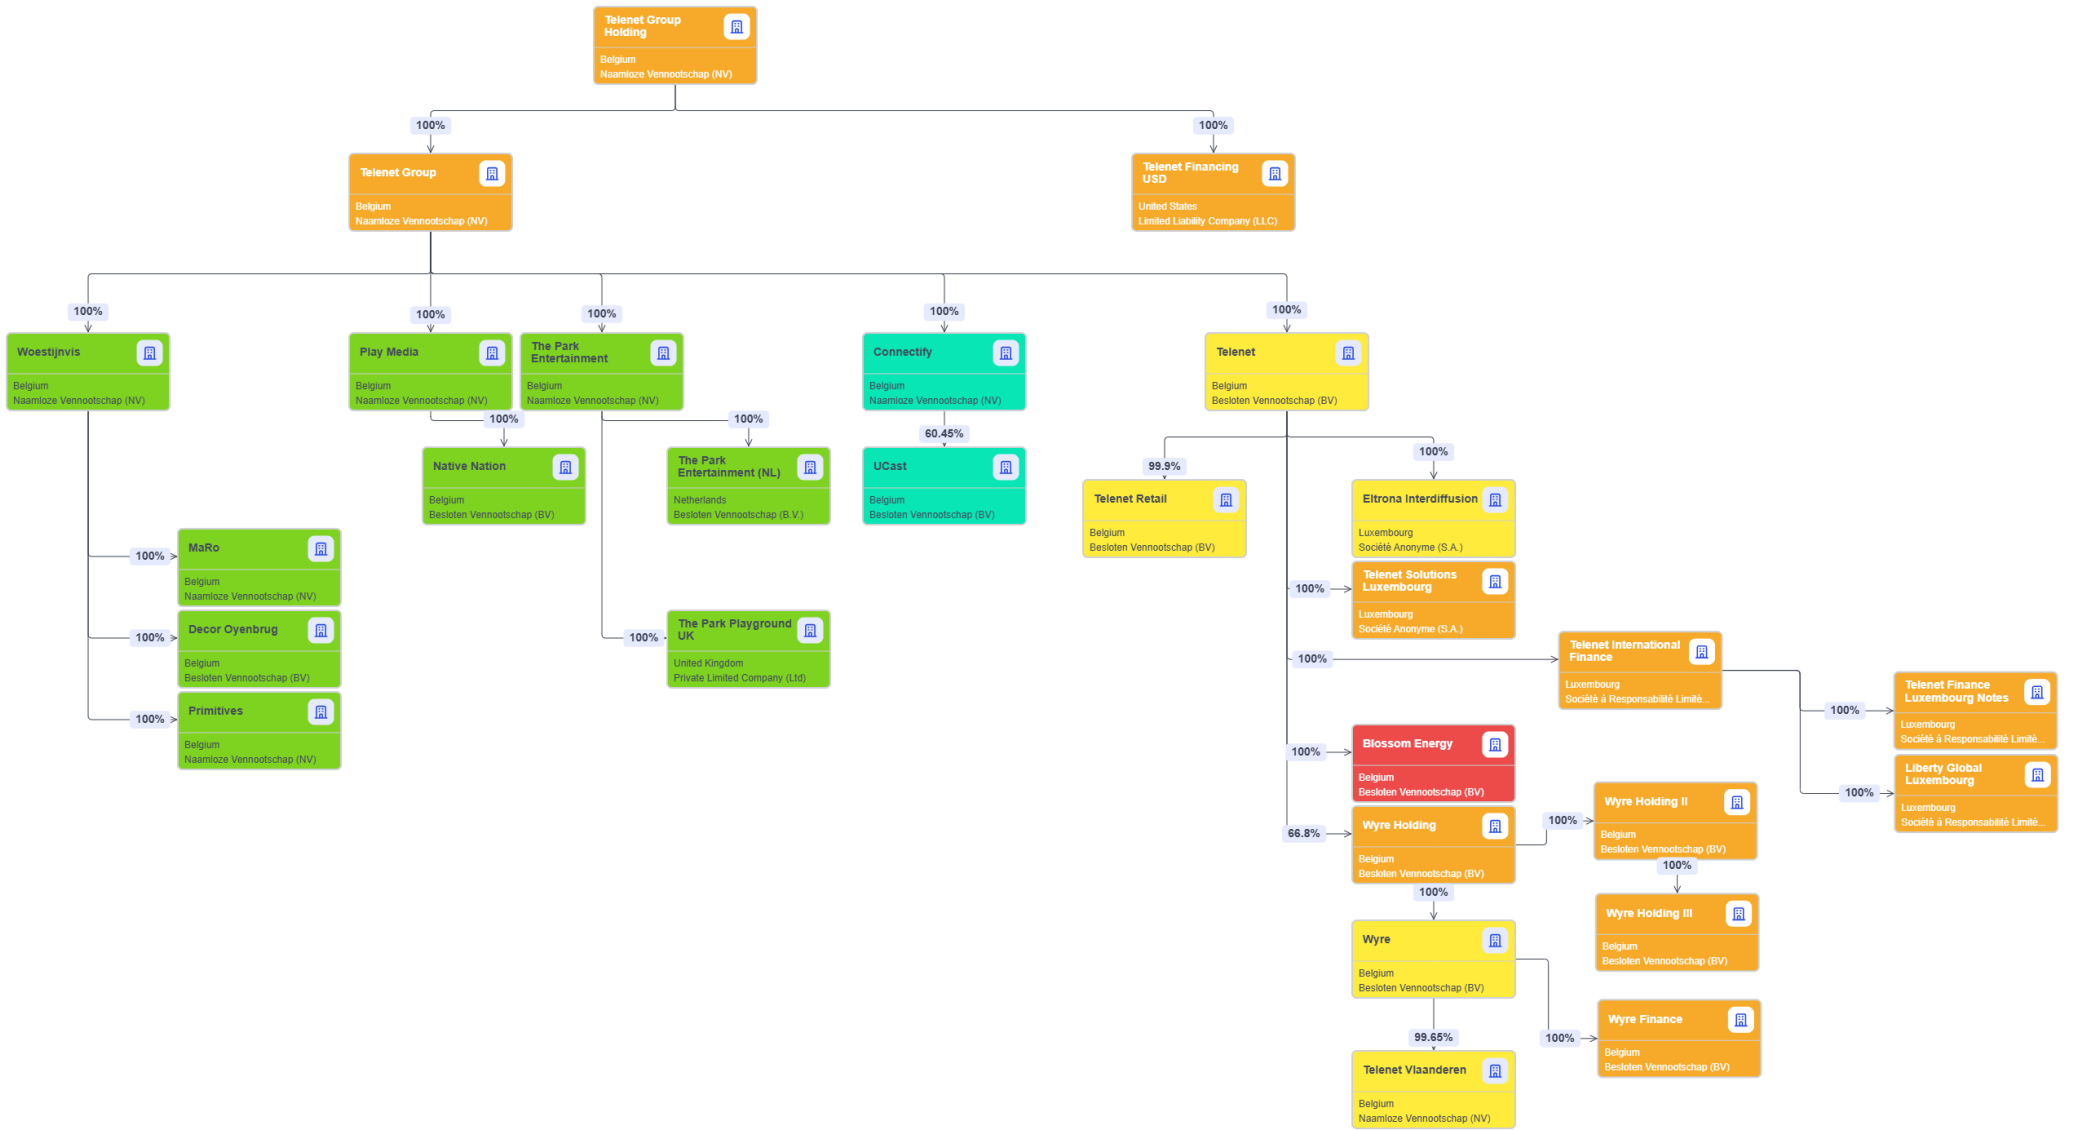 Telenet Group
Holding
Belgium
Naamloze Vennootschap (NV)
100%
100%
Telenet Group
Belgium
Naamloze Vennootschap (NV)
Telenet Financing
USD
United States
Limited Liability Company (LLC)
100%
100%
100%
100%
100%
Woestijnvis
Belgium
Naamloze Vennootschap (NV)
Play Media
Belgium
Naamloze Vennootschap (NV)
The Park
Entertainment
Belgium
Naamloze Vennootschap (NV)
Connectify
Belgium
Naamloze Vennootschap (NV)
Telenet
Belgium
Besloten Vennootschap (BV)
100%
100%
60.45%
99.9%
100%
Native Nation
Belgium
Besloten Vennootschap (BV)
The Park
Entertainment (NL)
Netherlands
Besloten Vennootschap (B.V.)
UCast
Belgium
Besloten Vennootschap (BV)
Telenet Retail
Belgium
Besloten Vennootschap (BV)
Eltrona Interdiffusion
Luxembourg
Société Anonyme (S.A.)
100%
MaRo
Belgium
Naamloze Vennootschap (NV)
100%
Telenet Solutions
Luxembourg
Luxembourg
Société Anonyme (S.A.)
100%
Decor Oyenbrug
Belgium
Besloten Vennootschap (BV)
100%
The Park Playground
UK
United Kingdom
Private Limited Company (Ltd)
100%
Telenet International
Finance
Luxembourg
Société à Responsabilité Limité...
100%
Primitives
Belgium
Naamloze Vennootschap (NV)
100%
Telenet Finance
Luxembourg Notes
Luxembourg
Société à Responsabilité Limité...
100%
Blossom Energy
Belgium
Besloten Vennootschap (BV)
100%
Liberty Global
Luxembourg
Luxembourg
Société à Responsabilité Limité...
66.8%
Wyre Holding
Belgium
Besloten Vennootschap (BV)
100%
Wyre Holding II
Belgium
Besloten Vennootschap (BV)
100%
100%
Wyre Holding III
Belgium
Besloten Vennootschap (BV)
Wyre
Belgium
Besloten Vennootschap (BV)
99.65%
100%
Wyre Finance
Belgium
Besloten Vennootschap (BV)
Telenet Vlaanderen
Belgium
Naamloze Vennootschap (NV)